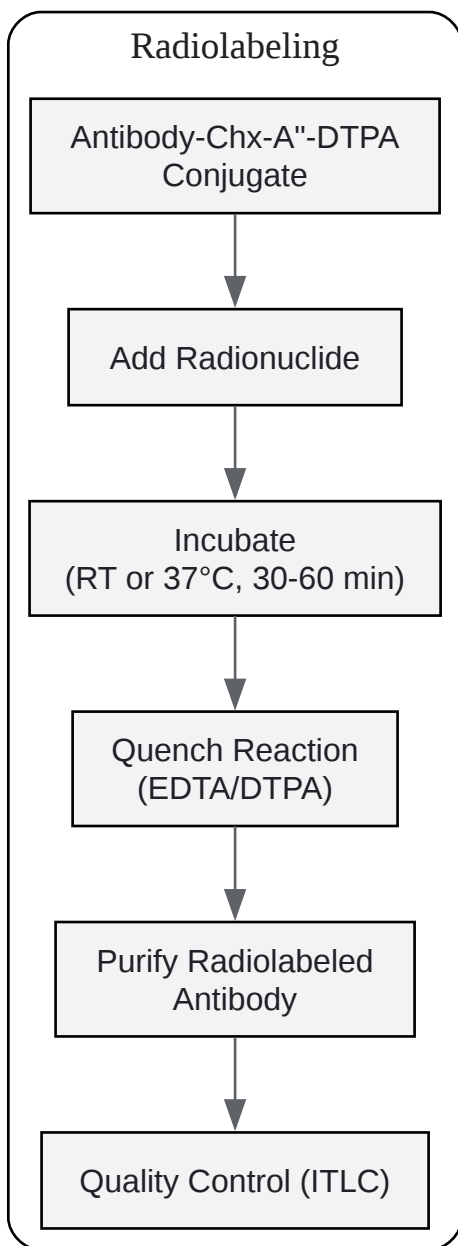 Radiolabeling
Antibody-Chx-A"-DTPA
Conjugate
Add Radionuclide
Incubate
(RT or 37°C, 30-60 min)
Quench Reaction
(EDTA/DTPA)
Purify Radiolabeled
Antibody
Quality Control (ITLC)